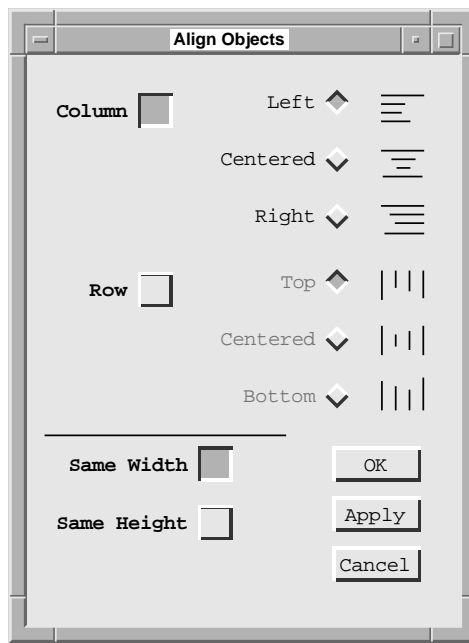 Align Objects
Column
Left
Centered
Right
Row
Top
Centered
Bottom
Same Width
OK
Same Height
Apply
Cancel